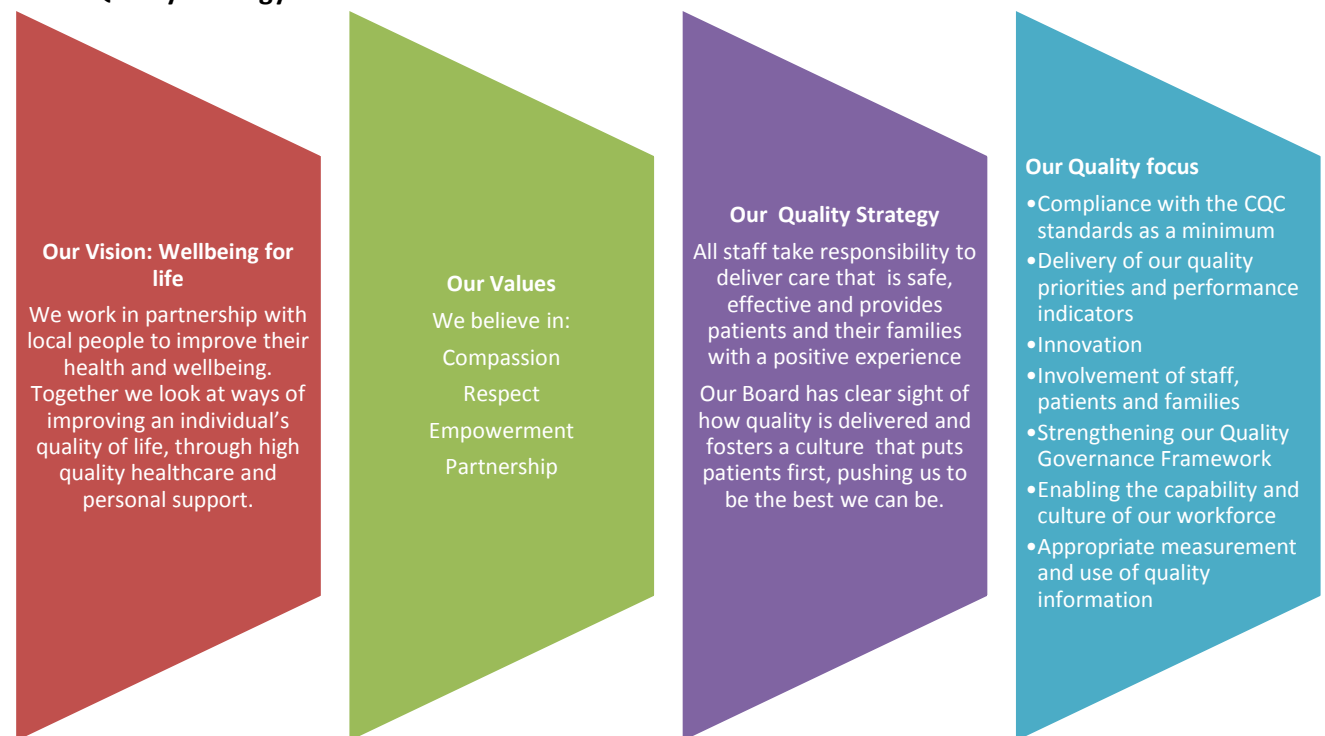 Our Vision: Wellbeing for
life
We work in partnership with
local people to improve their
health and wellbeing.
Together we look at ways of
improving an individual’s
quality of life, through high
quality healthcare and
personal support.
Our Values
We believe in:
Compassion
Respect
Empowerment
Partnership
Our Quality Strategy
All staff take responsibility to
deliver care that is safe,
effective and provides
patients and their families
with a positive experience
Our Board has clear sight of
how quality is delivered and
fosters a culture that puts
patients first, pushing us to
be the best we can be.
Our Quality focus
•Compliance with the CQC
standards as a minimum
•Delivery of our quality
priorities and performance
indicators
•Innovation
•Involvement of staff,
patients and families
•Strengthening our Quality
Governance Framework
•Enabling the capability and
culture of our workforce
•Appropriate measurement
and use of quality
information